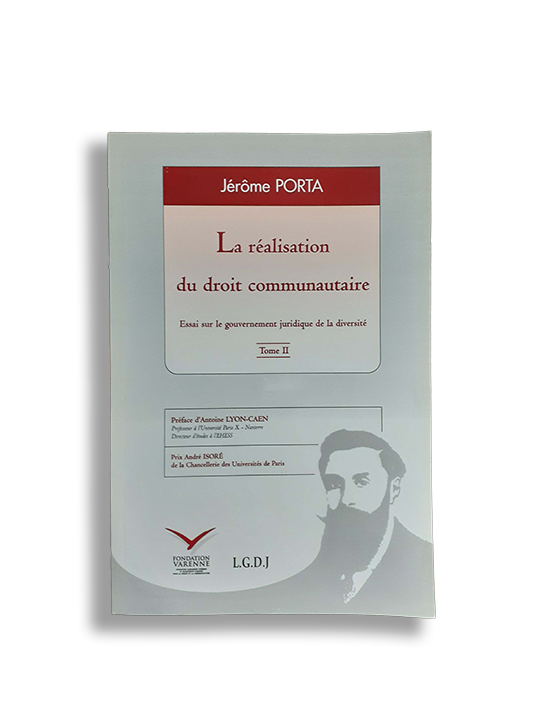 Jérôme PORTA
La réalisation
du droit communautaire
Essai sur le gouvernement juridique de la diversité
Tome II
Préface d'Antoine LYON-CAEN
Professeur à l'Université Paris X - Nanterre
Directeur d'études à l'EHESS
Prix André ISORÉ
de la Chancellerie des Universités de Paris
FONDATION
VARENNE
L.G.D.J